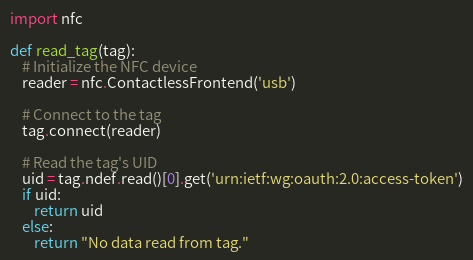 import nfc
def read_tag(tag):
# Initialize the NFC device
reader = nfc.ContactlessFrontend('usb')
# Connect to the tag
tag.connect(reader)
# Read the tag's UID
uid = tag.ndef.read()[0].get('urn:ietf:wg:oauth:2.0:access-token')
if uid:
return uid
else:
return "No data read from tag."